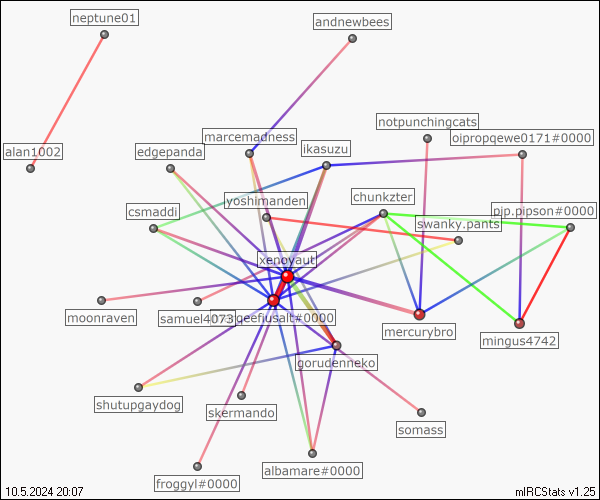 neptune01
andnewbees
notpunchingcats
marcemadness
oipropqewe0171#0000
alan1002
edgepanda
ikasuzu
chunkzter
yoshimanden
csmaddi
pip.pipson#0000
swanky.pants
xenoyaut
moonraven
samuel4073
geefiusalt#0000
mercurybro
mingus4742
gorudenneko
shutupgaydog
skermando
somass
froggyl#0000
albamare#0000
10.5.2024 20:07
mIRCStats v1.25